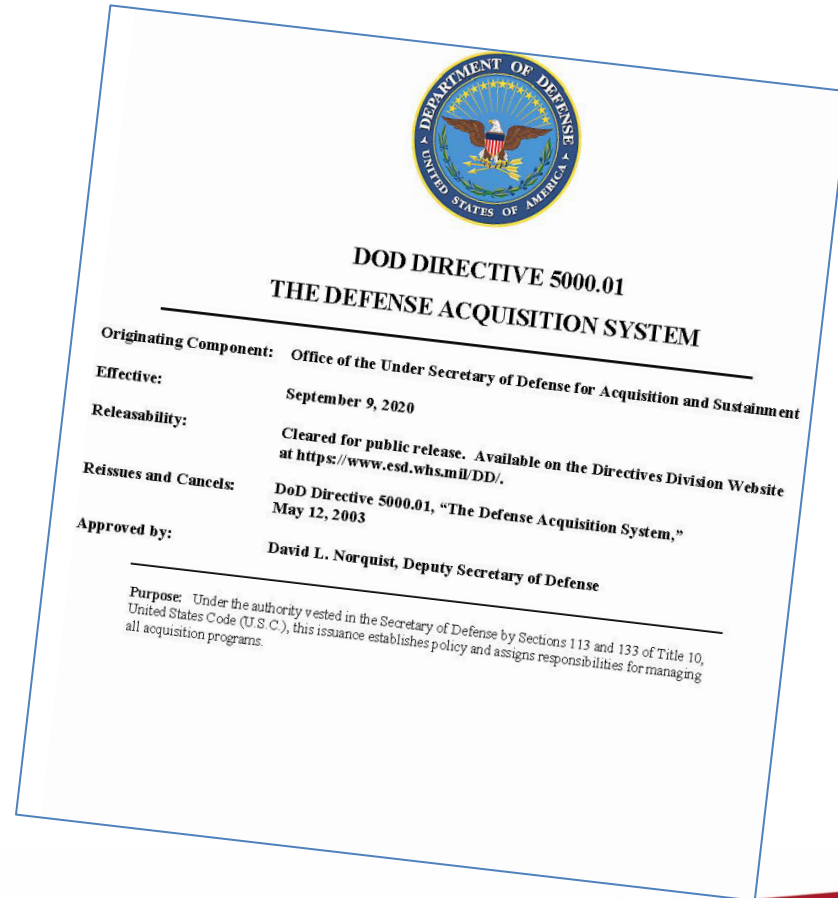 DEPARTMENT OF DEFENSE
UNITED STATES OF AMERICA
DOD DIRECTIVE 5000.01
THE DEFENSE ACQUISITION SYSTEM
Originating Component: Office of the Under Secretary of Defense for Acquisition and Sustainment
Effective: September 9, 2020
Releasability: Cleared for public release. Available on the Directives Division Website
at https://www.esd.whs.mil/DD/.
Reissues and Cancels: DoD Directive 5000.01, “The Defense Acquisition System,”
May 12, 2003
Approved by: David L. Norquist, Deputy Secretary of Defense
Purpose: Under the authority vested in the Secretary of Defense by Sections 113 and 133 of Title 10,
United States Code (U.S.C.), this issuance establishes policy and assigns responsibilities for managing
all acquisition programs.